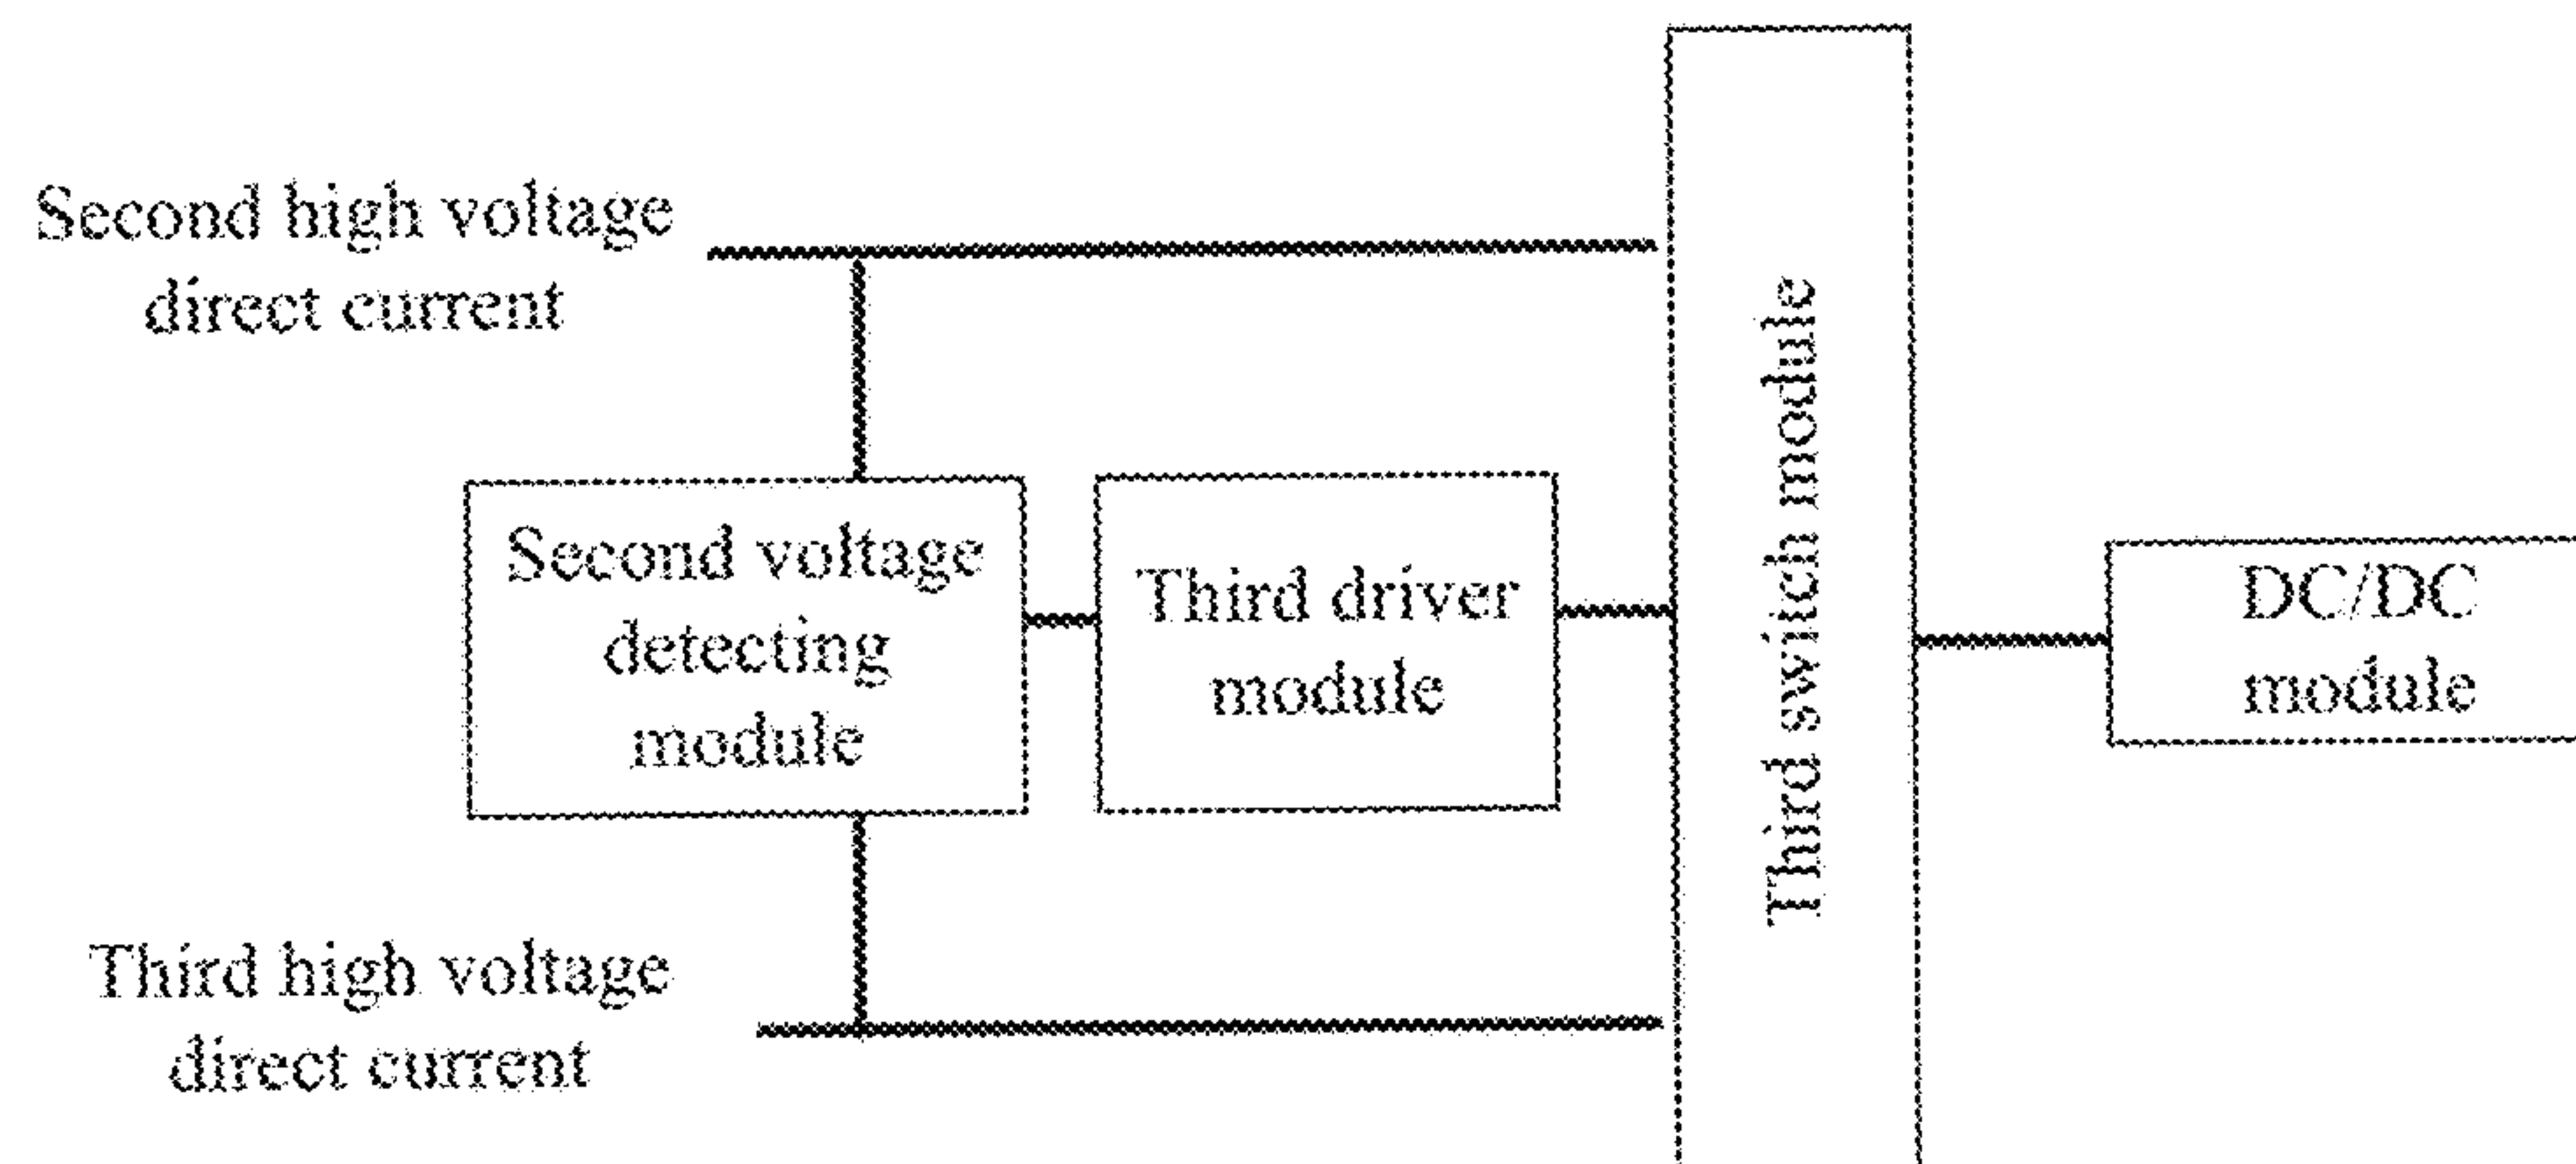 Second high voltage
direct current
Second voltage
detecting
module
Third driver
module
Third switch module
DC/DC
module
Third high voltage
direct current